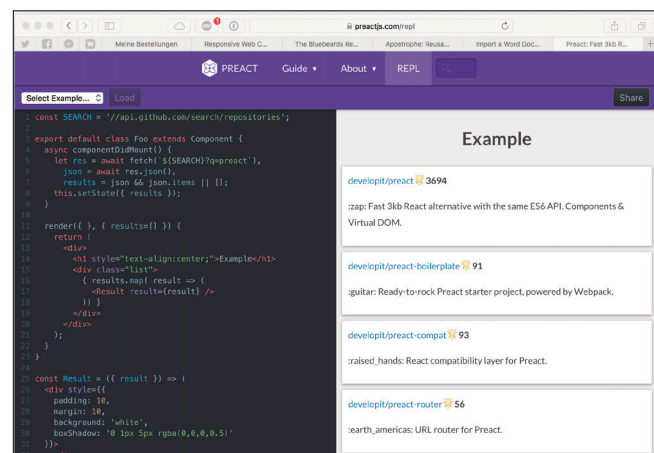 preactjs.com/repl
Meine Bestellungen
Responsive Web C...
The Bluebeards Re...
Apostrophe: Reusa...
Import a Word Doc...
Preact: Fast 3kb R...
PREACT
Guide ▾
About ▾
REPL
Select Example...
Load
Share
1 const SEARCH = '//api.github.com/search/repositories';
2
3 export default class Foo extends Component {
4 async componentDidMount() {
5 let res = await fetch(`${SEARCH}?q=preact`),
6 json = await res.json(),
7 results = json && json.items || [];
8 this.setState({ results });
9 }
10
11 render({ }, { results=[] }) {
12 return (
13 <div>
14 <h1 style="text-align:center;">Example</h1>
15 <div class="list">
16 { results.map( result => (
17 <Result result={result} />
18 )) }
19 </div>
20 </div>
21 );
22 }
23 }
24
25 const Result = ({ result }) => (
26 <div style={{
27 padding: 10,
28 margin: 10,
29 background: 'white',
30 boxShadow: '0 1px 5px rgba(0,0,0,0.5)'
31 }}>
Example
developit/preact 3694
:zap: Fast 3kb React alternative with the same ES6 API. Components &
Virtual DOM.
developit/preact-boilerplate 91
:guitar: Ready-to-rock Preact starter project, powered by Webpack.
developit/preact-compat 93
:raised_hands: React compatibility layer for Preact.
developit/preact-router 56
:earth_americas: URL router for Preact.